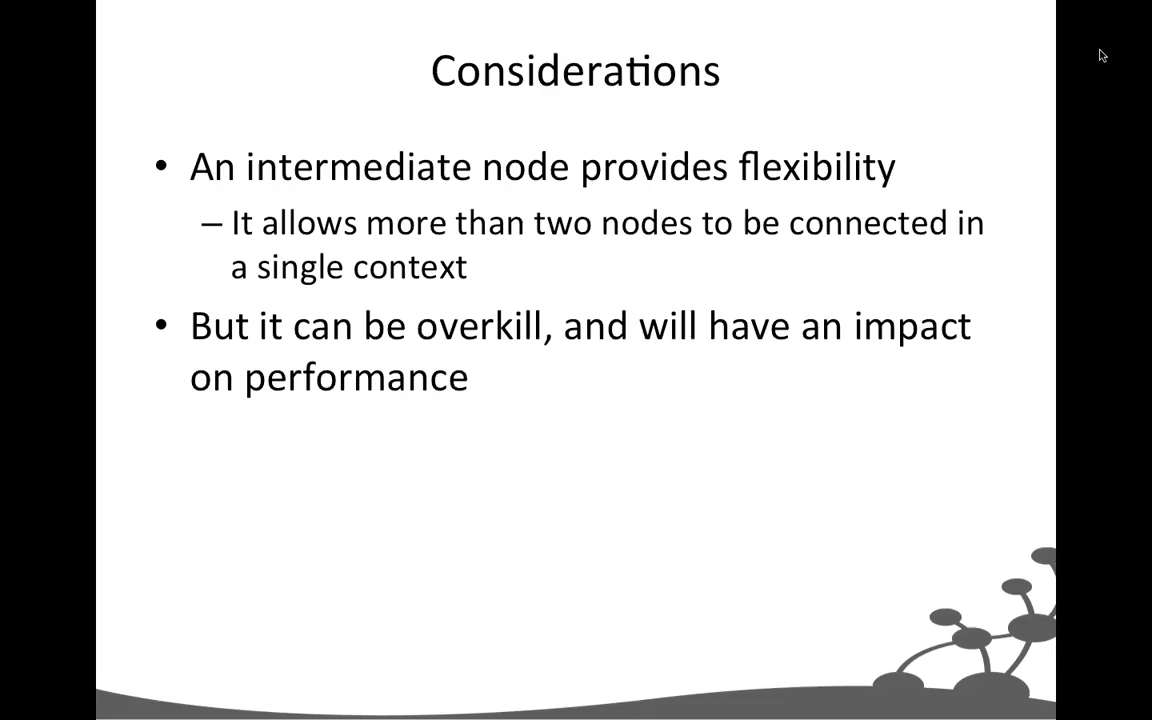 Considerations
• An intermediate node provides flexibility
– It allows more than two nodes to be connected in
a single context
• But it can be overkill, and will have an impact
on performance